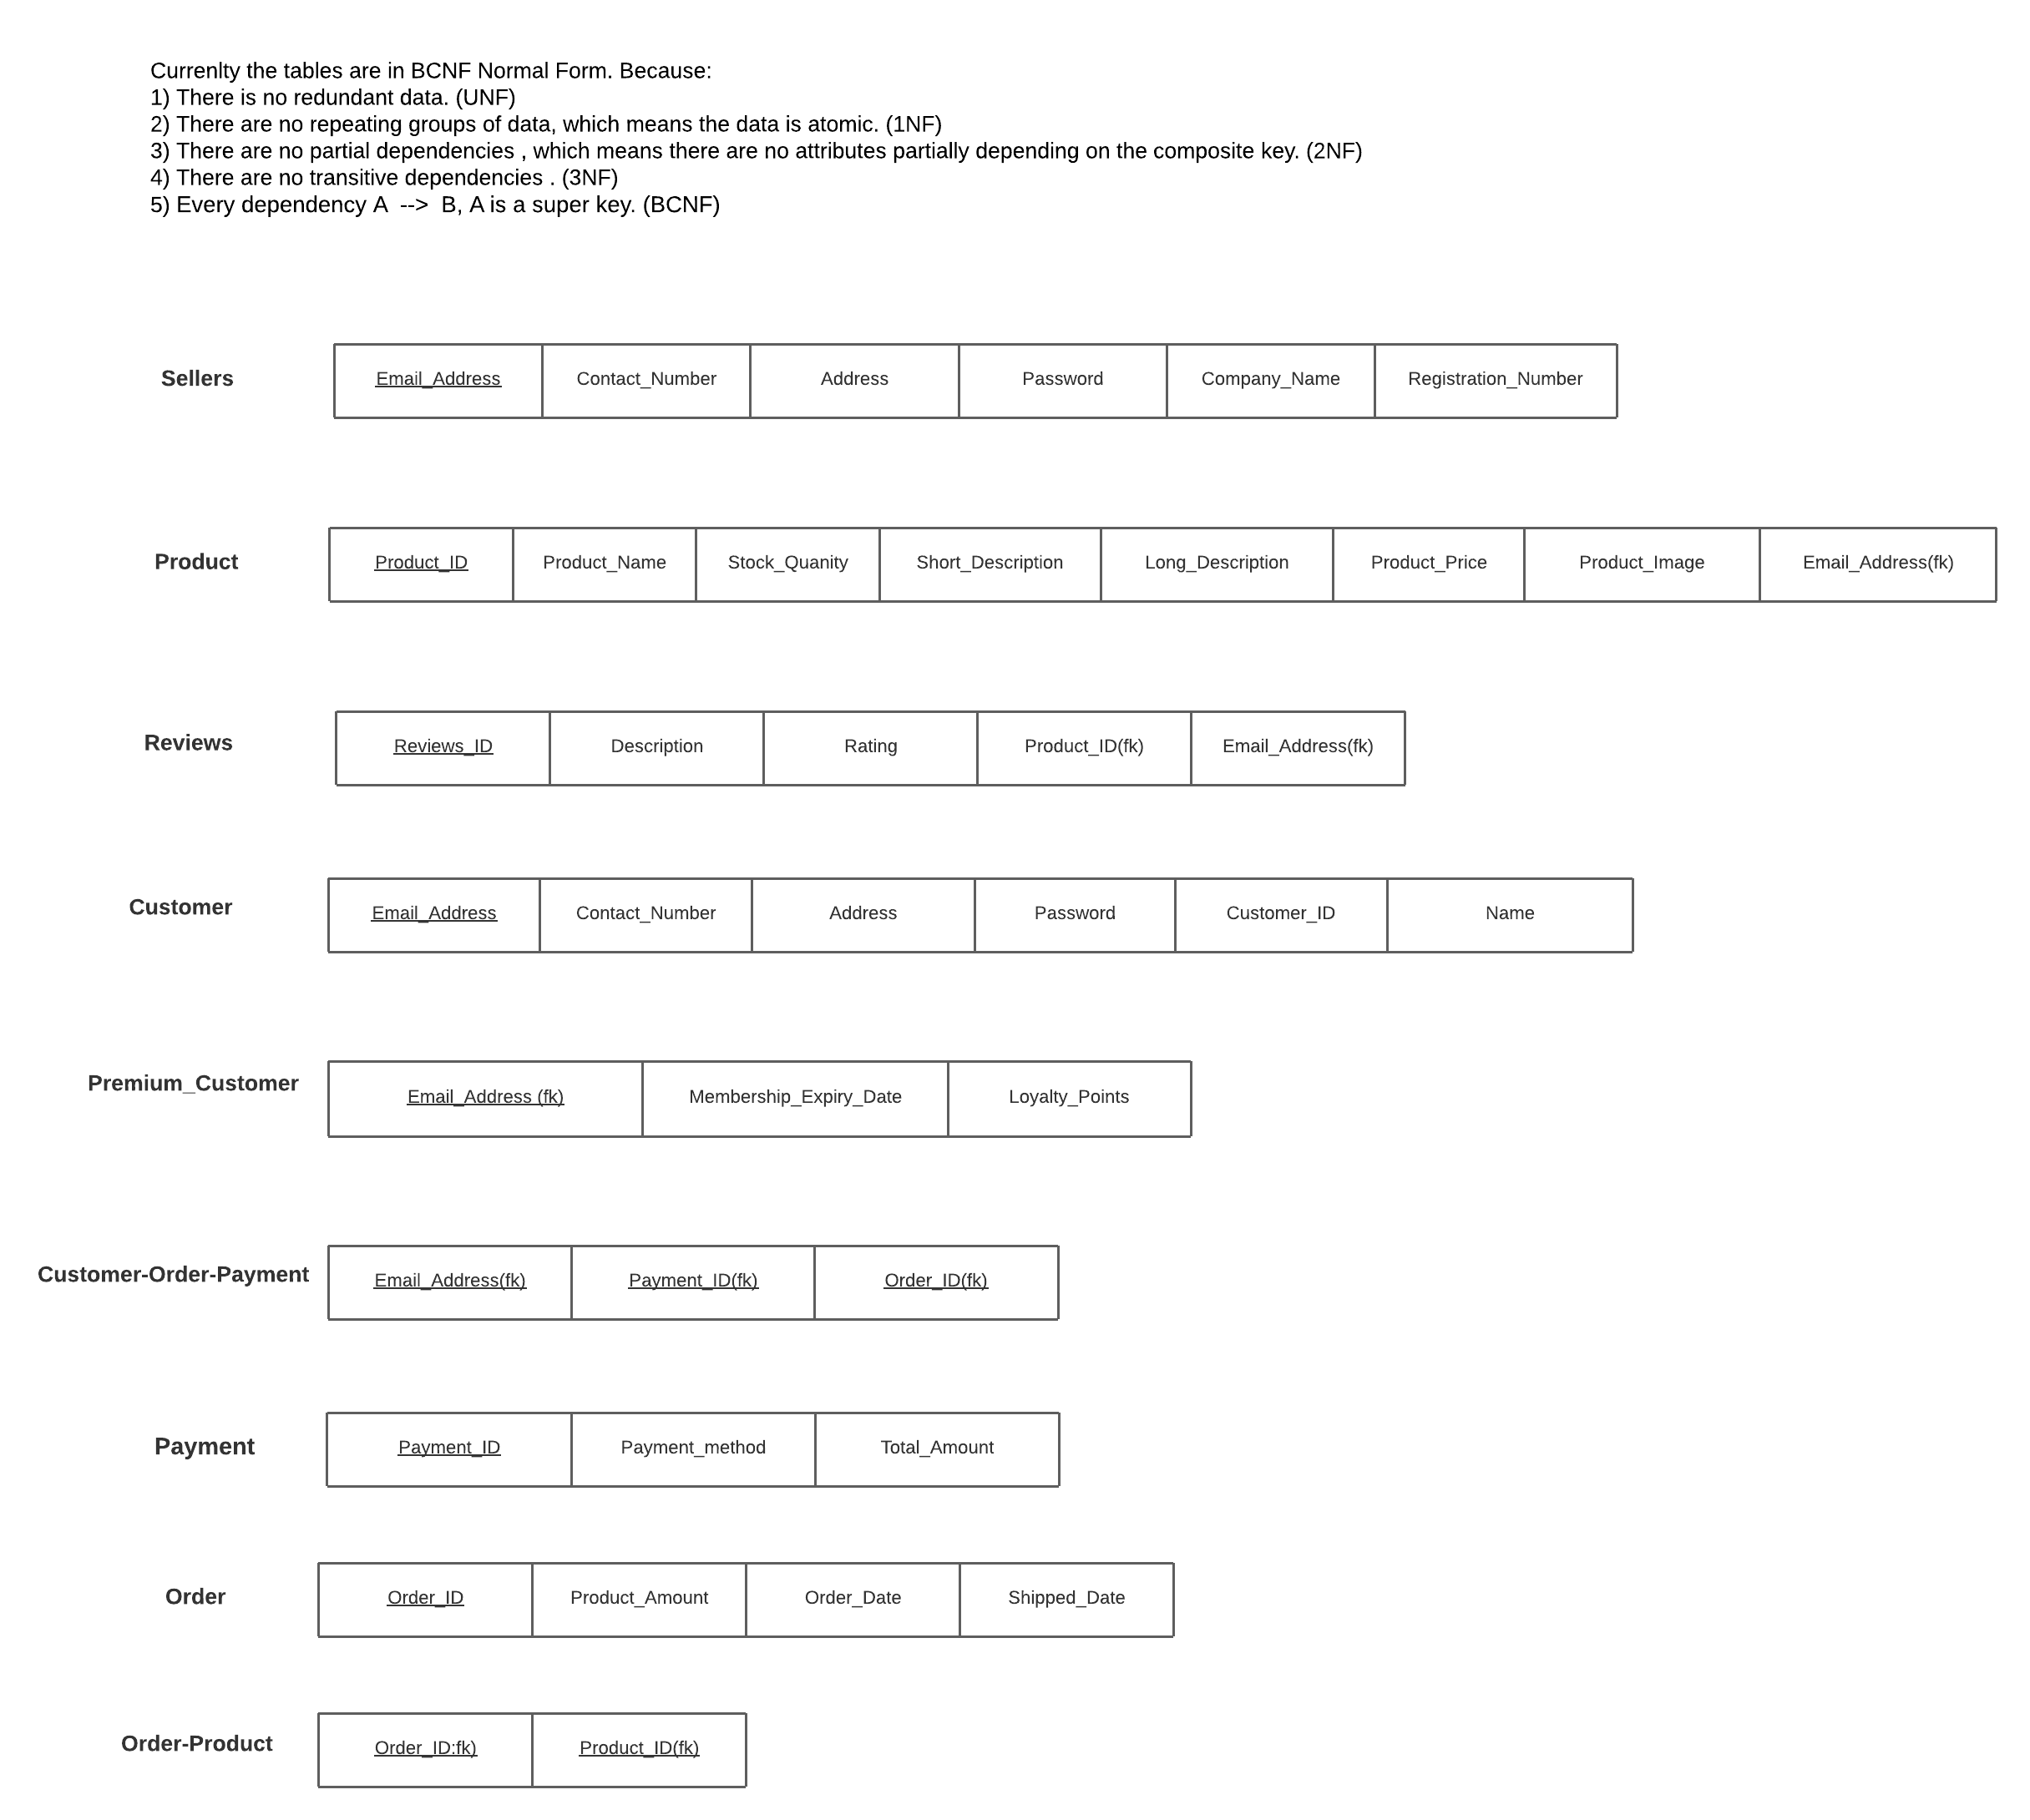 Currenlty the tables are in BCNF Normal Form. Because:
1) There is no redundant data. (UNF)
2) There are no repeating groups of data, which means the data is atomic. (1NF)
3) There are no partial dependencies , which means there are no attributes partially depending on the composite key. (2NF)
4) There are no transitive dependencies . (3NF)
5) Every dependency A --> B, A is a super key. (BCNF)
Sellers Email_Address Contact_Number Address Password Company_Name Registration_Number
Product Product_ID Product_Name Stock_Quanity Short_Description Long_Description Product_Price Product_Image Email_Address(fk)
Reviews Reviews_ID Description Rating Product_ID(fk) Email_Address(fk)
Customer Email_Address Contact_Number Address Password Customer_ID Name
Premium_Customer Email_Address (fk) Membership_Expiry_Date Loyalty_Points
Customer-Order-Payment Email_Address(fk) Payment_ID(fk) Order_ID(fk)
Payment Payment_ID Payment_method Total_Amount
Order Order_ID Product_Amount Order_Date Shipped_Date
Order-Product Order_ID:fk) Product_ID(fk)